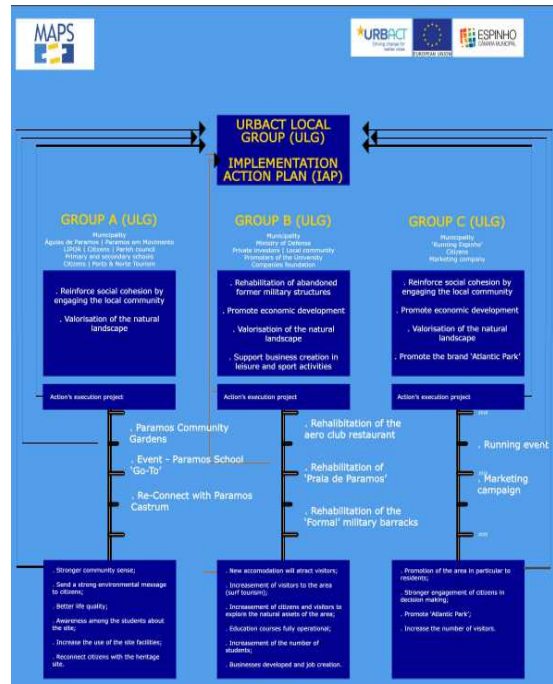 MAPS
URBACT
Driving change for
better cities
EUROPEAN UNION
ESPINHO
CÂMARA MUNICIPAL
URBACT LOCAL
GROUP (ULG)
IMPLEMENTATION
ACTION PLAN (IAP)
GROUP A (ULG)
Municipality
Águias de Paramos | Paramos em Movimento
LIPOR | Citizens | Parish council
Primary and secondary schools
Citizens | Porto & Norte Tourism
. Reinforce social cohesion by
engaging the local community
. Valorisation of the natural
landscape
Action's execution project
. Paramos Community
Gardens
. Event – Paramos School
'Go-To'
. Re-Connect with Paramos
Castrum
. Stronger community sense;
. Send a strong environmental message
to citizens;
. Better life quality;
. Awareness among the students about
the site;
. Increase the use of the site facilities;
. Reconnect citizens with the heritage
site.
GROUP B (ULG)
Municipality
Ministry of Defense
Private investors | Local community
Promoters of the University
Companies foundation
. Rehabilitation of abandoned
former military structures
. Promote economic development
. Valorisatioin of the natural
landscape
. Support business creation in
leisure and sport activities
Action's execution project
. Rehalibitation of the
aero club restaurant
. Rehabilitation of
'Praia de Paramos'
. Rehabilitation of the
'Formal' military barracks
. New accomodation will atract visitors;
. Increasement of visitors to the area
(surf tourism);
. Increasement of citizens and visitors to
explore the natural assets of the area;
. Education courses fully operational;
. Increasement of the number of
students;
. Businesses developed and job creation.
GROUP C (ULG)
Municipality
'Running Espinho'
Citizens
Marketing company
. Reinforce social cohesion by
engaging the local community
. Promote economic development
. Valorisation of the natural
landscape
. Promote the brand 'Atlantic Park'
Action's execution project
. Running event
. Marketing
campaign
. Promotion of the area in particular to
residents;
. Stronger engagement of citizens in
decision making;
. Promote 'Atlantic Park';
. Increase the number of visitors.